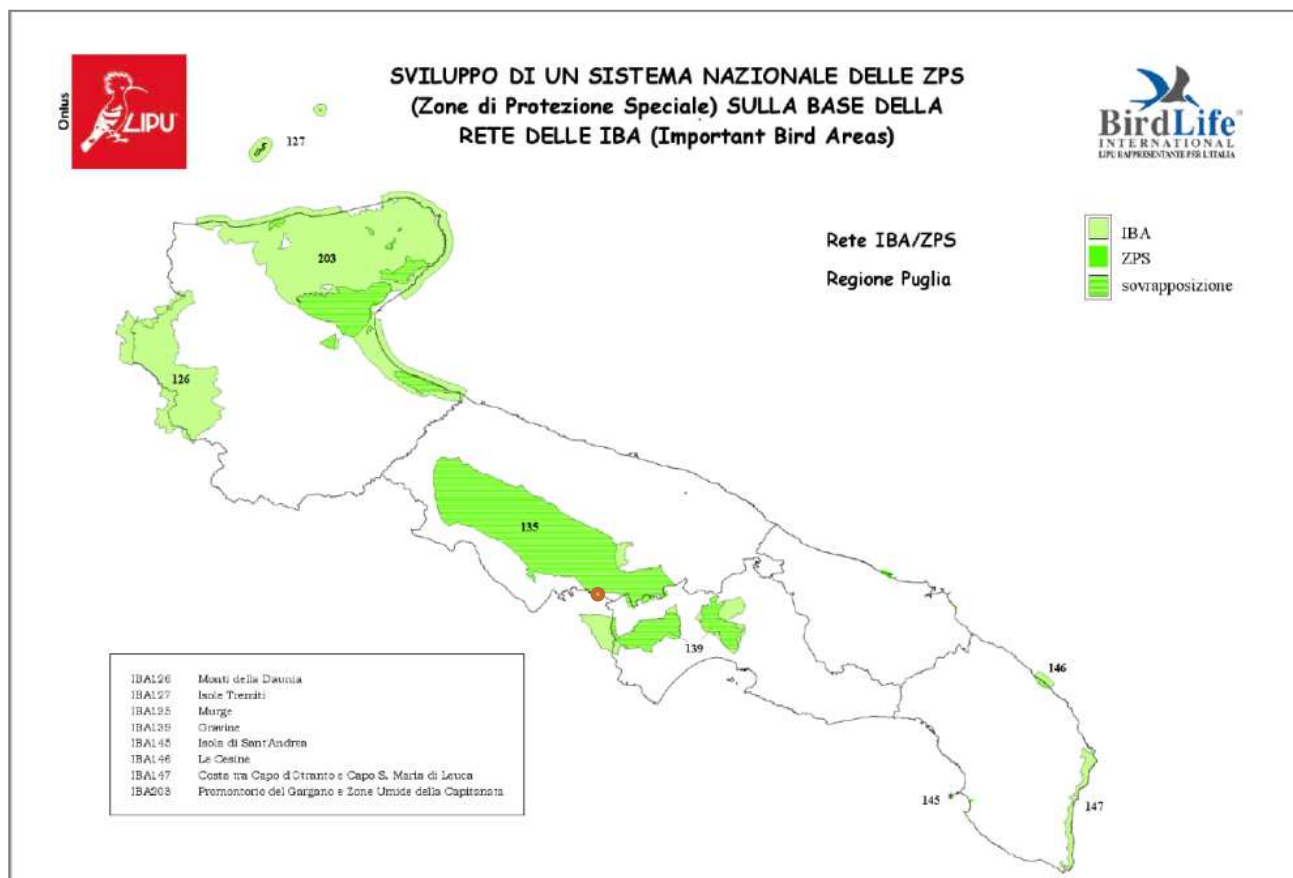 Onlus
LIPU
SVILUPPO DI UN SISTEMA NAZIONALE DELLE ZPS
(Zone di Protezione Speciale) SULLA BASE DELLA
RETE DELLE IBA (Important Bird Areas)
BirdLife
INTERNATIONAL
LIPU RAPPRESENTANTE PER L'ITALIA
127
Rete IBA/ZPS
Regione Puglia
IBA
ZPS
sovrapposizione
203
126
135
139
146
145
147
IBA126 Monti della Daunia
IBA127 Isole Tremiti
IBA135 Murge
IBA139 Gravine
IBA145 Isola di Sant'Andrea
IBA146 Le Cesine
IBA147 Costa tra Capo d'Otranto e Capo S. Maria di Leuca
IBA203 Promontorio del Gargano e Zone Umide della Capitanata